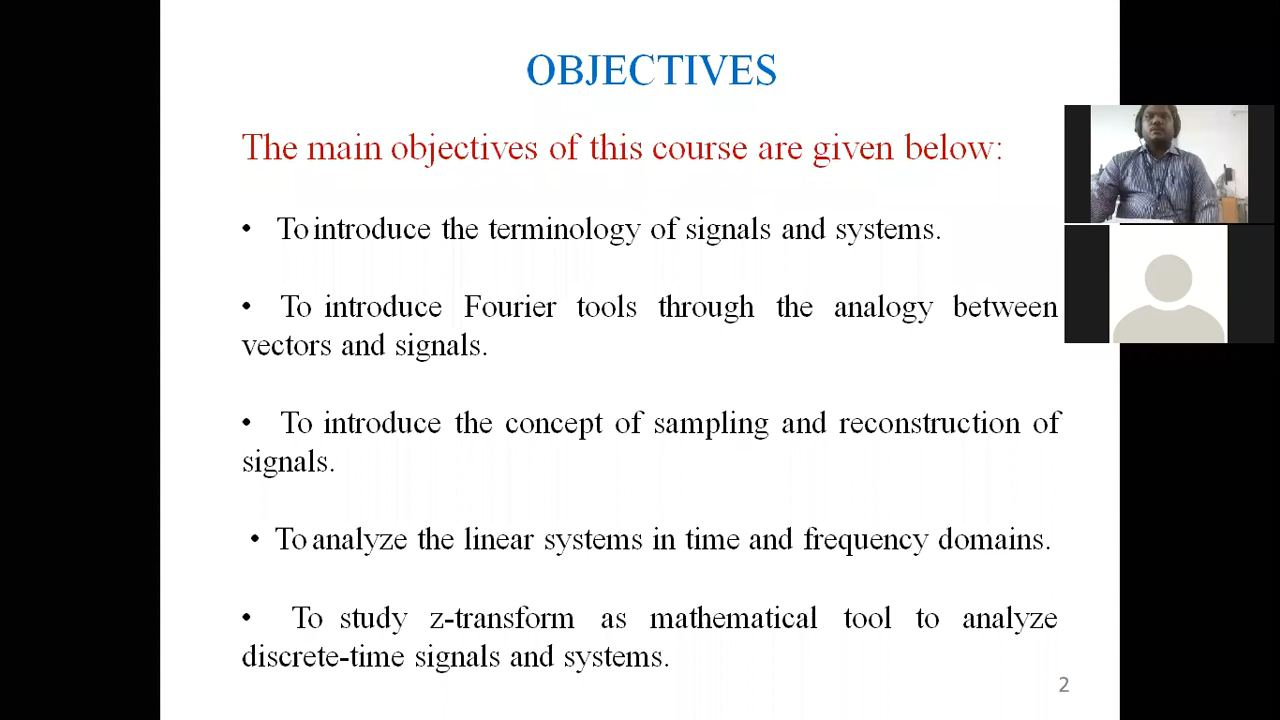 OBJECTIVES
The main objectives of this course are given below:
• To introduce the terminology of signals and systems.
• To introduce Fourier tools through the analogy between
vectors and signals.
• To introduce the concept of sampling and reconstruction of
signals.
• To analyze the linear systems in time and frequency domains.
• To study z-transform as mathematical tool to analyze
discrete-time signals and systems.
2